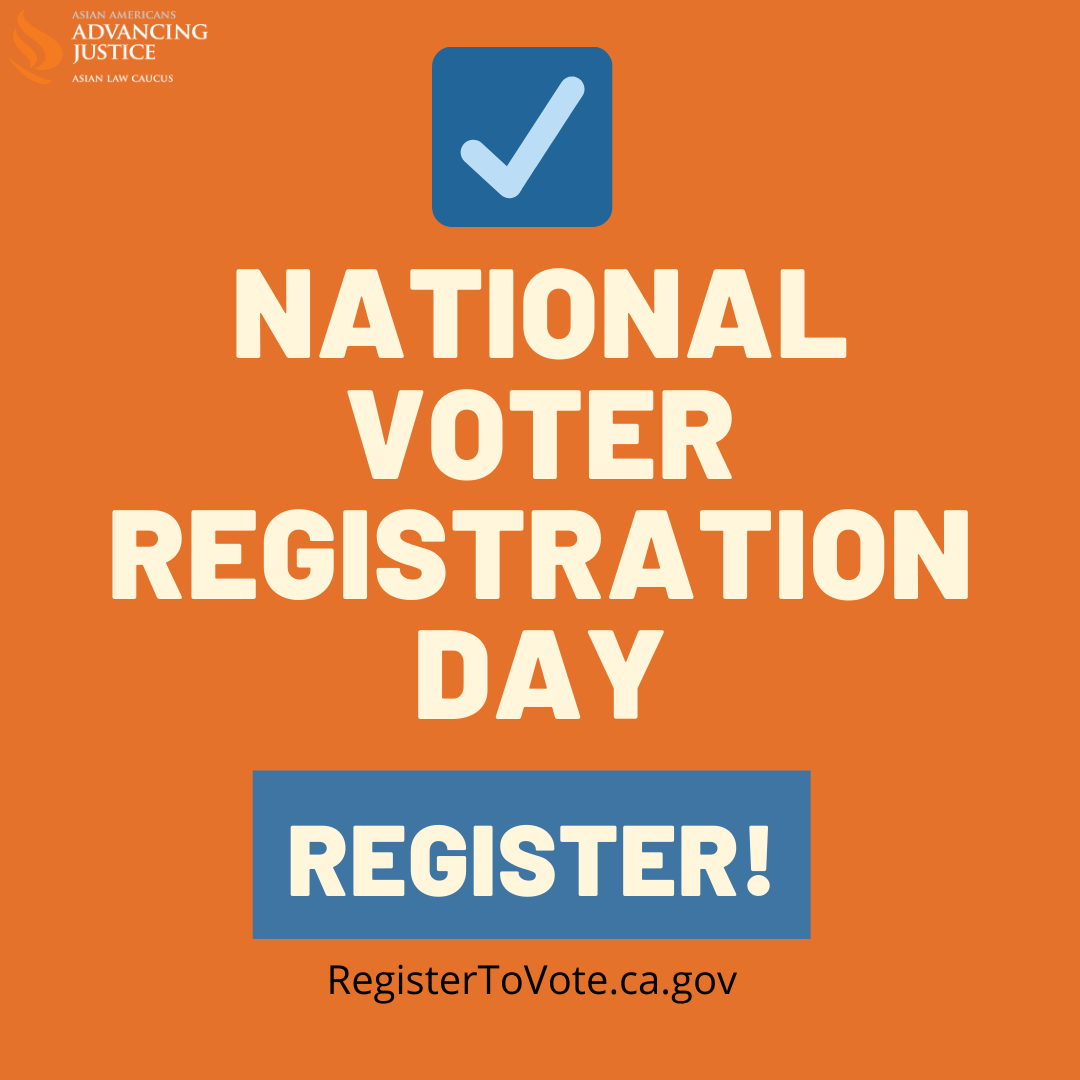 ASIAN AMERICANS
ADVANCING
JUSTICE
ASIAN LAW CAUCUS
NATIONAL
VOTER
REGISTRATION
DAY
REGISTER!
RegisterToVote.ca.gov